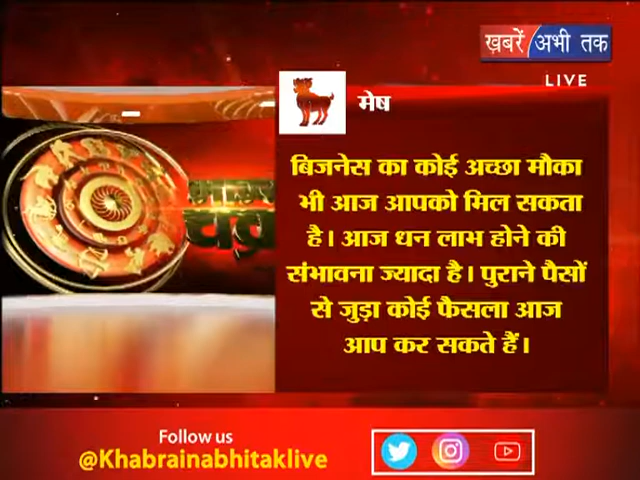 ख़बरें अभी तक
LIVE
मेष
बिजनेस का कोई अच्छा मौका
भी आज आपको मिल सकता
है। आज धन लाभ होने की
संभावना ज्यादा है। पुराने पैसों
से जुड़ा कोई फैसला आज
आप कर सकते हैं।
Follow us
@Khabrainabhitaklive